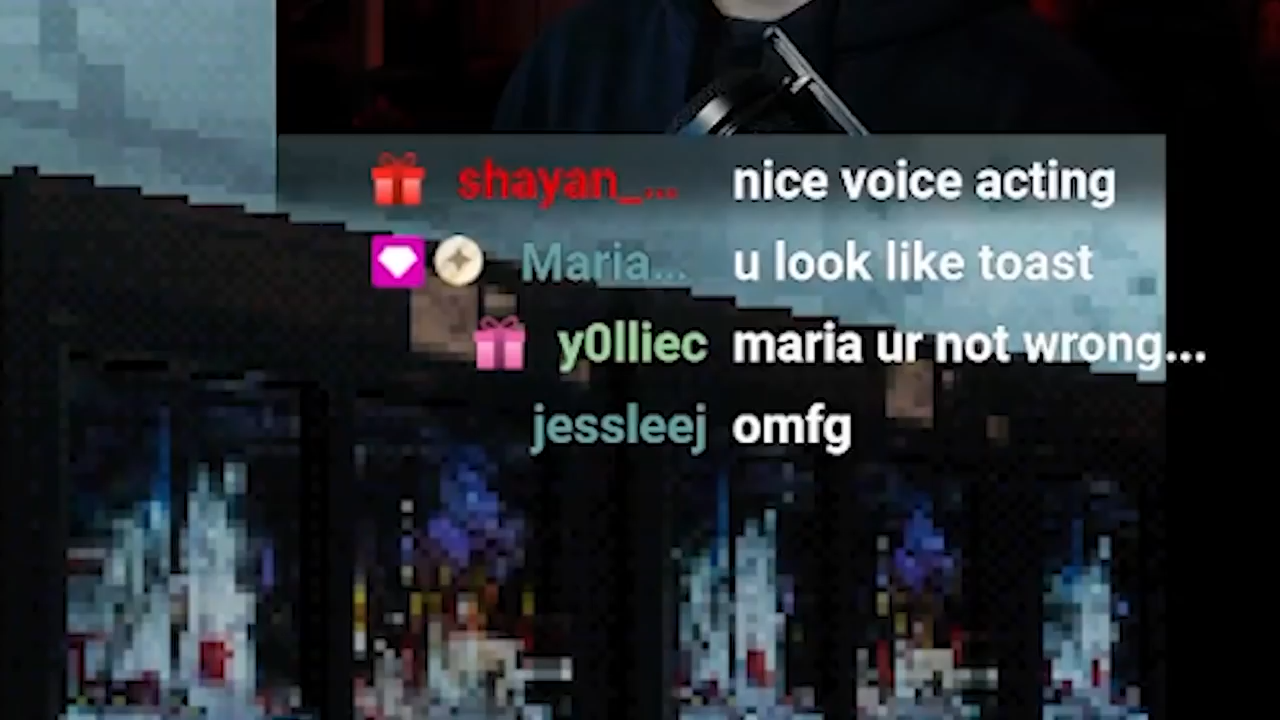 shayan_... nice voice acting
Maria... u look like toast
y0lliec maria ur not wrong...
jessleej omfg